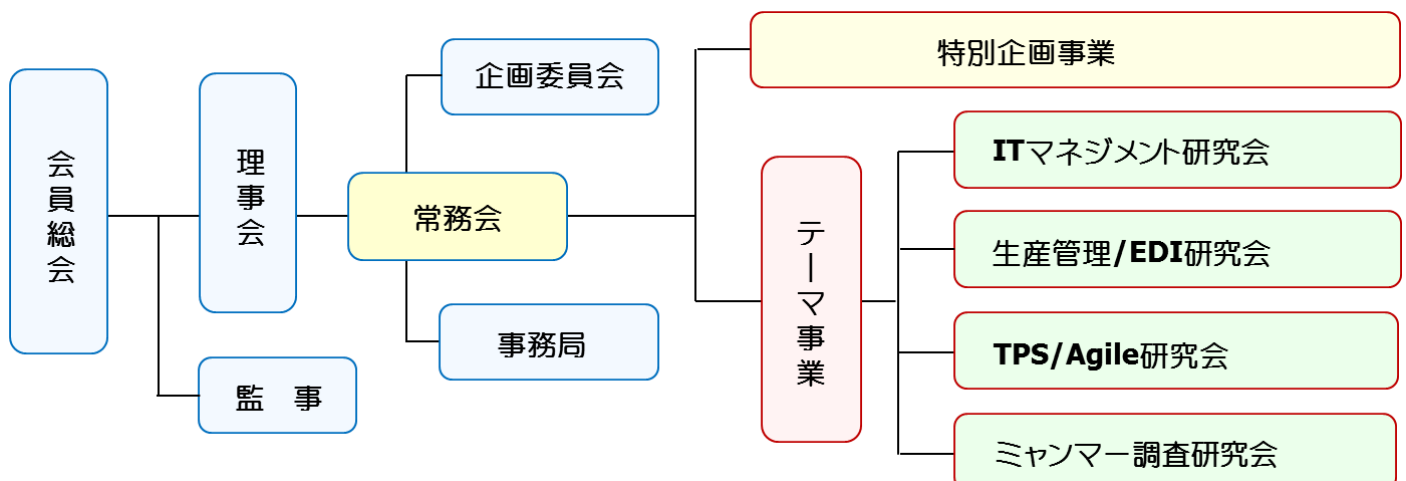 会員総会
理事会
監　事
企画委員会
常務会
事務局
特別企画事業
テーマ事業
ITマネジメント研究会
生産管理/EDI研究会
TPS/Agile研究会
ミャンマー調査研究会